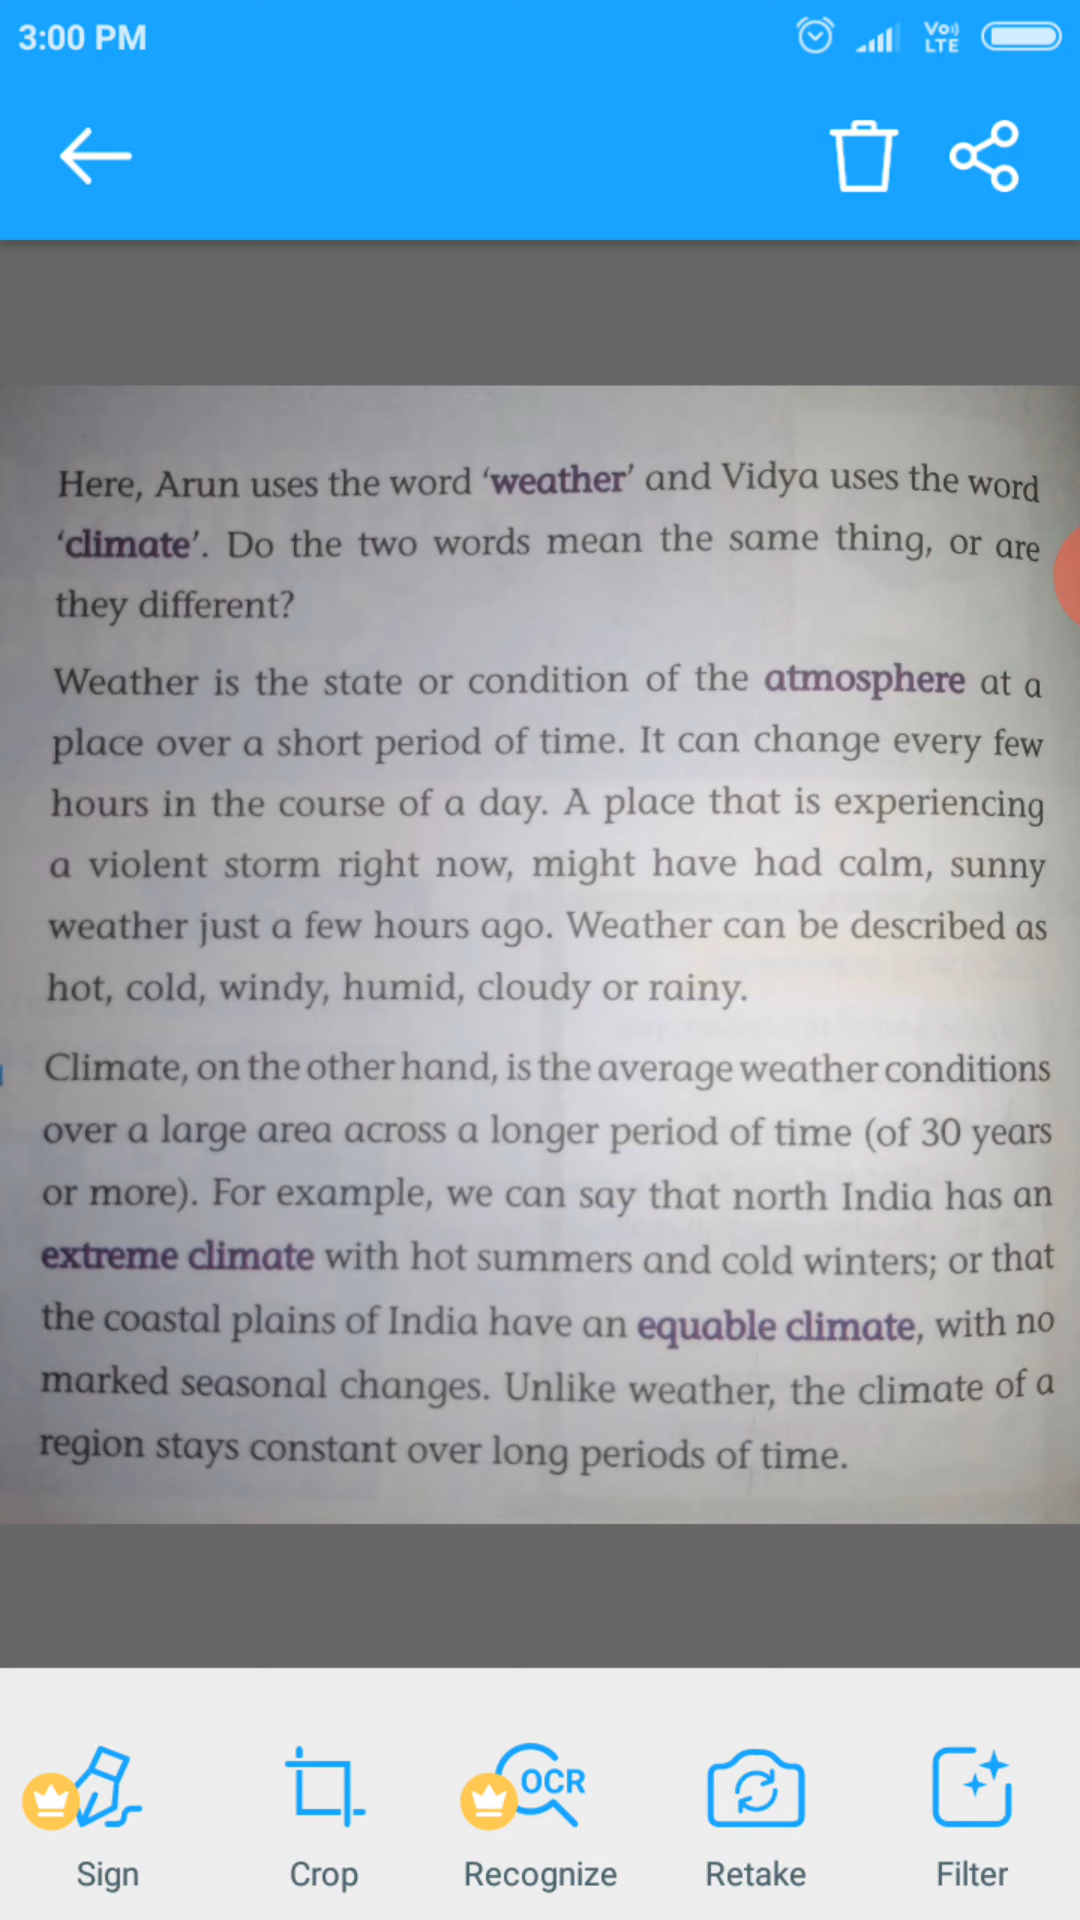 3:00 PM
Vo))
LTE
Here, Arun uses the word ‘weather’ and Vidya uses the word
‘climate’. Do the two words mean the same thing, or are
they different?
Weather is the state or condition of the atmosphere at a
place over a short period of time. It can change every few
hours in the course of a day. A place that is experiencing
a violent storm right now, might have had calm, sunny
weather just a few hours ago. Weather can be described as
hot, cold, windy, humid, cloudy or rainy.
Climate, on the other hand, is the average weather conditions
over a large area across a longer period of time (of 30 years
or more). For example, we can say that north India has an
extreme climate with hot summers and cold winters; or that
the coastal plains of India have an equable climate, with no
marked seasonal changes. Unlike weather, the climate of a
region stays constant over long periods of time.
OCR
Sign Crop Recognize Retake Filter